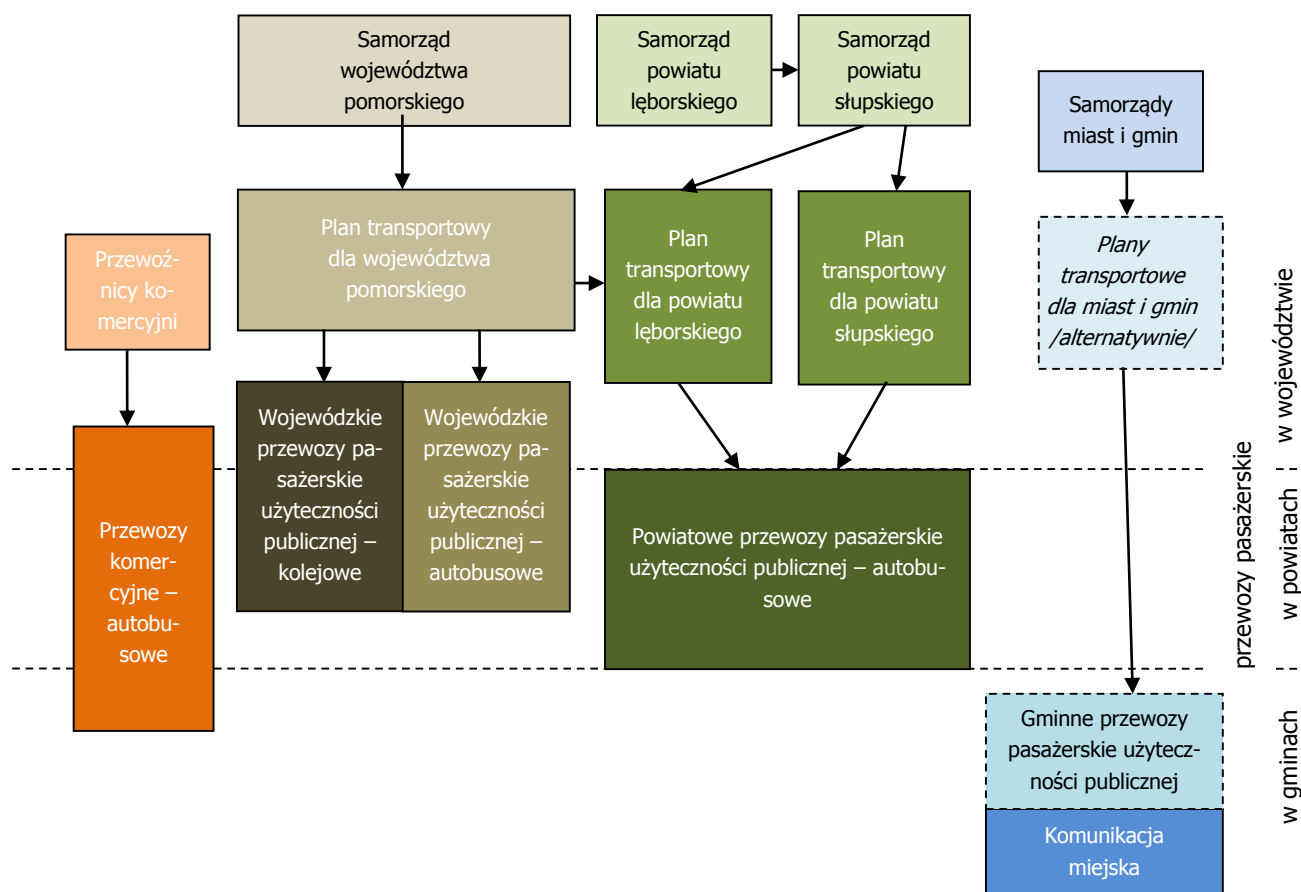 Samorząd
województwa
pomorskiego
Samorząd
powiatu
lęborskiego
Samorząd
powiatu
słupskiego
Samorządy
miast i gmin
Przewoź-
nicy ko-
mercyjni
Plan transportowy
dla województwa
pomorskiego
Plan
transportowy
dla powiatu
lęborskiego
Plan
transportowy
dla powiatu
słupskiego
Plany
transportowe
dla miast i gmin
/alternatywnie/
Przewozy
komer-
cyjne –
autobu-
sowe
Wojewódzkie
przewozy pa-
sażerskie
użyteczności
publicznej –
kolejowe
Wojewódzkie
przewozy pa-
sażerskie
użyteczności
publicznej –
autobusowe
Powiatowe przewozy pasażerskie
użyteczności publicznej – autobu-
sowe
Gminne przewozy
pasażerskie użytecz-
ności publicznej
Komunikacja
miejska
przewozy pasażerskie
w województwie
w powiatach
w gminach